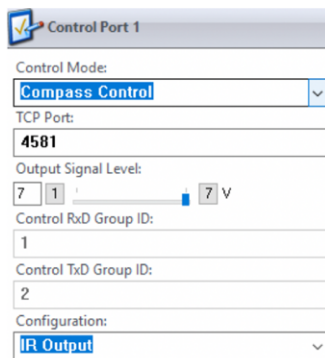 Control Port 1
Control Mode:
Compass Control
TCP Port:
4581
Output Signal Level:
7 1 7 V
Control RxD Group ID:
1
Control TxD Group ID:
2
Configuration:
IR Output